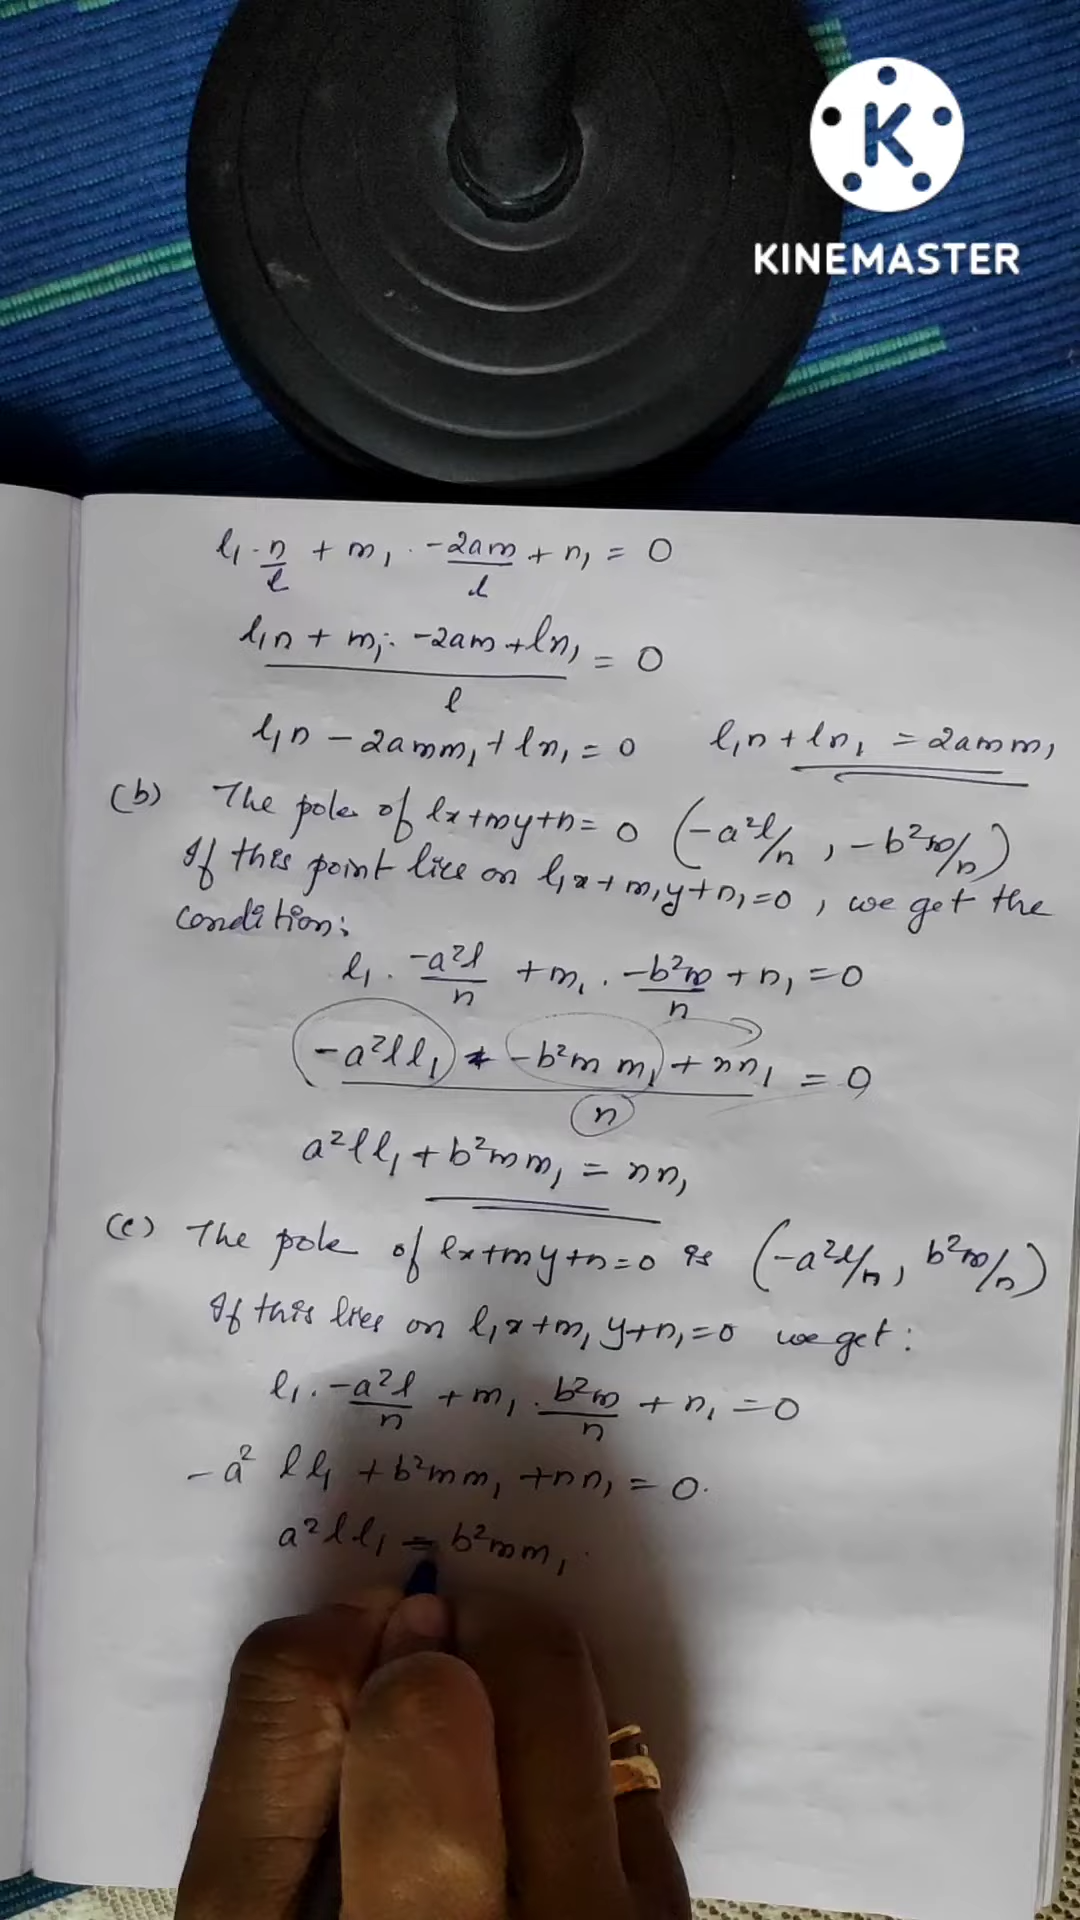 KINEMASTER
l₁ · n/l + m₁ · -2am/l + n₁ = 0
(l₁n + m₁· -2am + ln₁)/l = 0
l₁n - 2amm₁ + ln₁ = 0    l₁n + ln₁ = 2amm₁
(b) The pole of lx+my+n = 0 (-a²l/n, -b²m/n)
If this point lies on l₁x+m₁y+n₁=0, we get the
condition:
l₁ · -a²l/n + m₁ · -b²m/n + n₁ = 0
(-a²ll₁ + -b²m m₁ + nn₁)/n = 0
a²ll₁ + b²mm₁ = nn₁
(c) The pole of lx+my+n=0 is (-a²l/n, b²m/n)
If this lies on l₁x+m₁y+n₁=0 we get:
l₁ · -a²l/n + m₁ · b²m/n + n₁ = 0
-a² ll₁ + b²mm₁ + nn₁ = 0.
a²ll₁ = b²mm₁